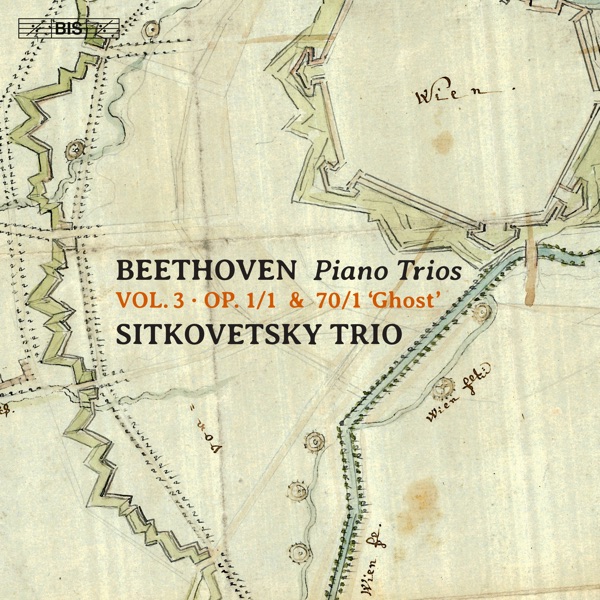 BIS
Wien.
BEETHOVEN Piano Trios
VOL. 3 · OP. 1/1 & 70/1 ‘Ghost’
SITKOVETSKY TRIO